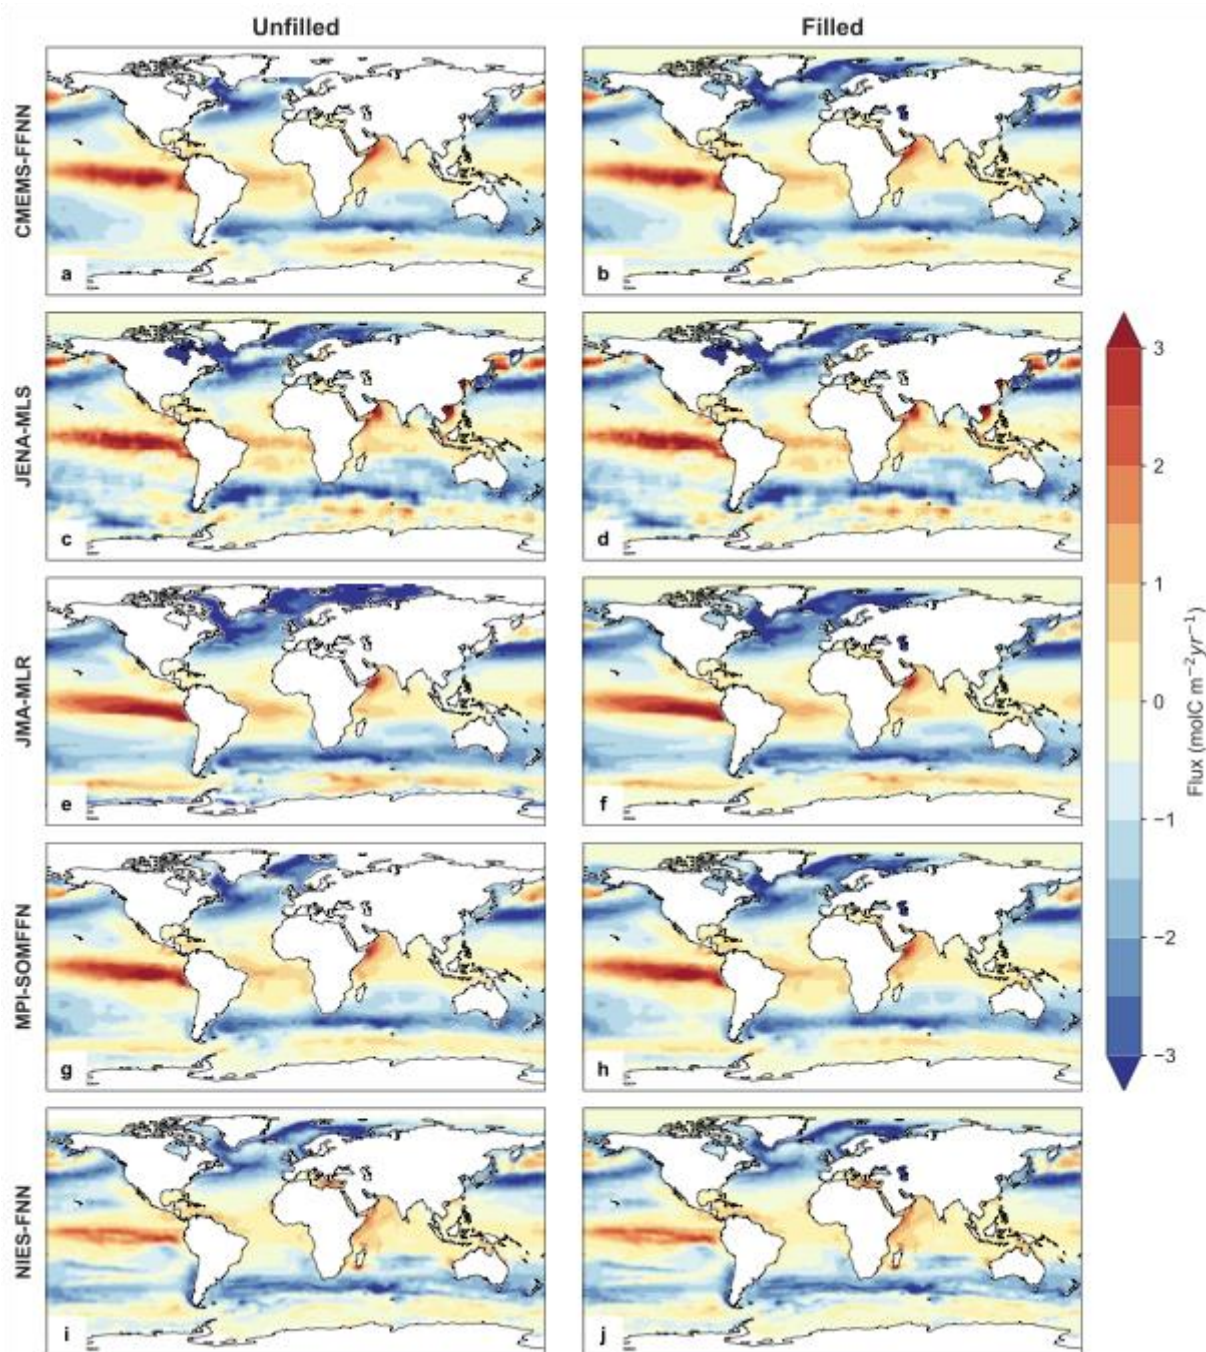 Unfilled Filled
CMEMS-FFNN
a b
JENA-MLS
c d
JMA-MLR
e f
MPI-SOMFFN
g h
NIES-FNN
i j
3
2
1
0
−1
−2
−3
Flux (molC m⁻²yr⁻¹)